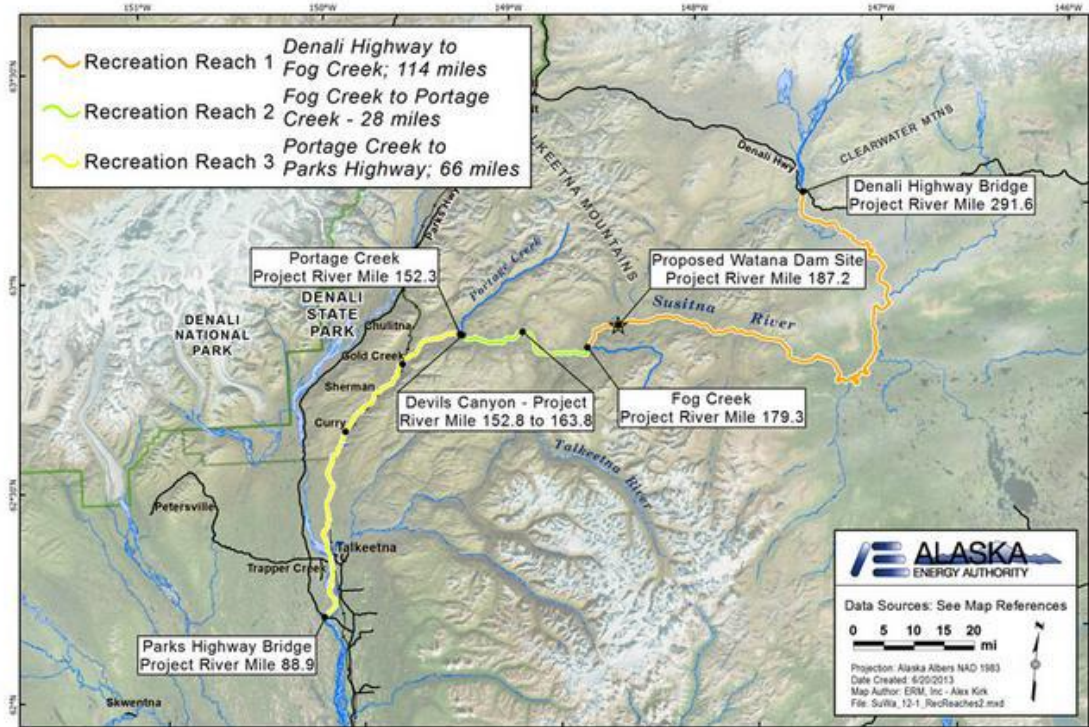 151°W
150°W
149°W
148°W
147°W
146°W
63°30'N
63°N
62°30'N
62°N
Recreation Reach 1
Denali Highway to
Fog Creek; 114 miles
Recreation Reach 2
Fog Creek to Portage
Creek - 28 miles
Recreation Reach 3
Portage Creek to
Parks Highway; 66 miles
Parks Hwy
LKEETNA MOUNTAINS
Denali Hwy
CLEARWATER MTNS
Denali Highway Bridge
Project River Mile 291.6
Portage Creek
Project River Mile 152.3
Portage Creek
Proposed Watana Dam Site
Project River Mile 187.2
Susitna River
DENALI
STATE
PARK
DENALI
NATIONAL
PARK
Chulitna
Gold Creek
Sherman
Curry
Devils Canyon - Project
River Mile 152.8 to 163.8
Fog Creek
Project River Mile 179.3
Talkeetna
River
Petersville
Talkeetna
Trapper Creek
Parks Highway Bridge
Project River Mile 88.9
Skwentna
ALASKA
ENERGY AUTHORITY
Data Sources: See Map References
0 5 10 15 20
mi
N
Projection: Alaska Albers NAD 1983
Date Created: 6/20/2013
Map Author: ERM, Inc - Alex Kirk
File: SuWa_12-1_RecReaches2.mxd